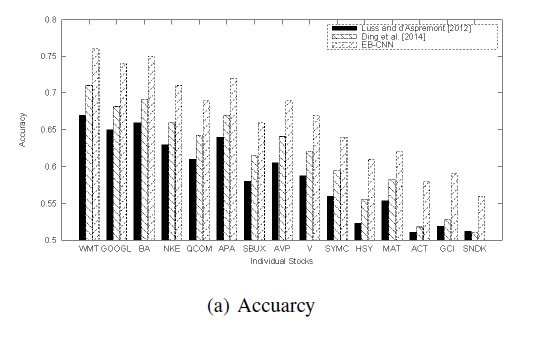 0.8
0.75
0.7
0.65
0.6
0.55
0.5
Accuracy
Luss and d'Aspremont [2012]
Ding et al. [2014]
EB-CNN
WMT GOOGL BA NKE QCOM APA SBUX AVP V SYMC HSY MAT ACT GCI SNDK
Individual Stocks
(a) Accuarcy